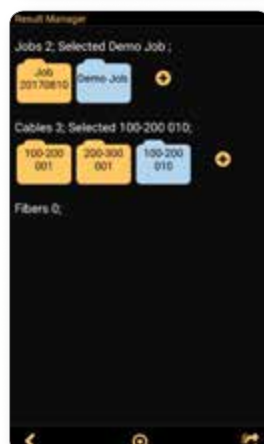 Result Manager
Jobs 2; Selected Demo Job ;
Job
20170810
Demo Job
Cables 3; Selected 100-200 010;
100-200
001
200-300
001
100-200
010
Fibers 0;